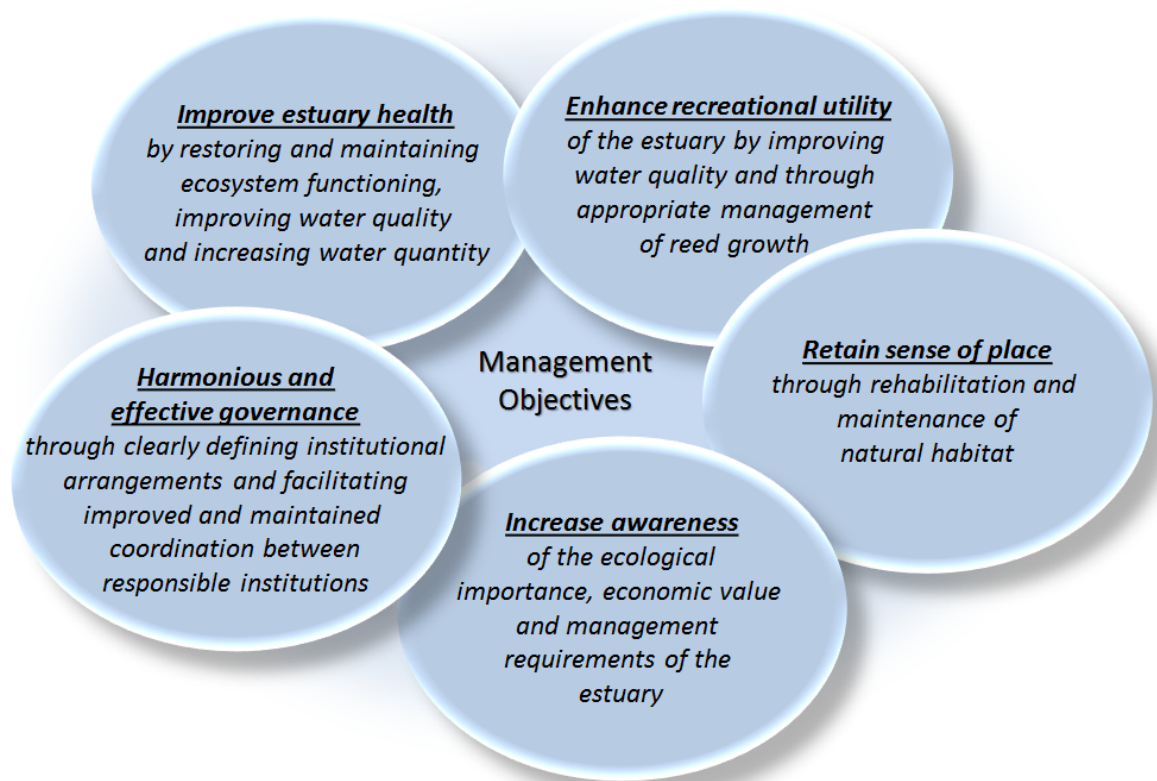 Improve estuary health
by restoring and maintaining
ecosystem functioning,
improving water quality
and increasing water quantity
Enhance recreational utility
of the estuary by improving
water quality and through
appropriate management
of reed growth
Retain sense of place
through rehabilitation and
maintenance of
natural habitat
Management
Objectives
Harmonious and
effective governance
through clearly defining institutional
arrangements and facilitating
improved and maintained
coordination between
responsible institutions
Increase awareness
of the ecological
importance, economic value
and management
requirements of the
estuary